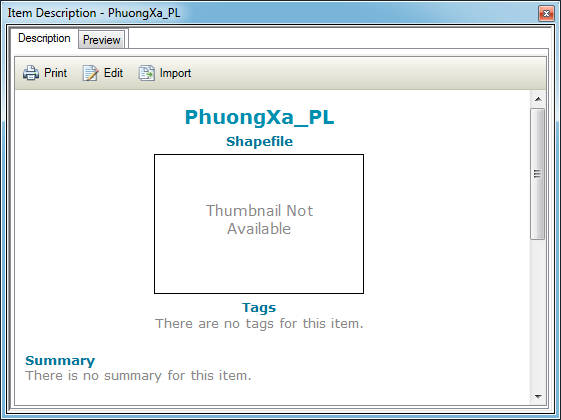 Item Description - PhuongXa_PL
Description Preview
Print Edit Import
PhuongXa_PL
Shapefile
Thumbnail Not
Available
Tags
There are no tags for this item.
Summary
There is no summary for this item.